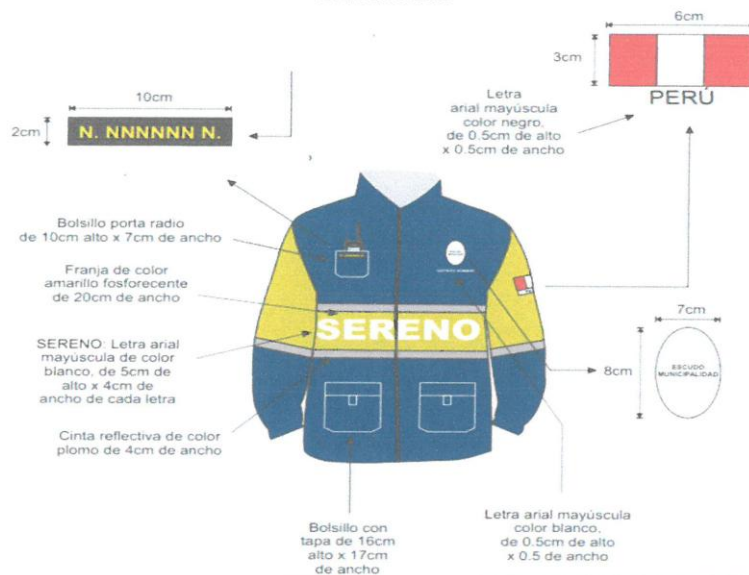 6cm
3cm
PERÚ
Letra
arial mayúscula
color negro,
de 0.5cm de alto
x 0.5cm de ancho
10cm
2cm
N. NNNNNN N.
Bolsillo porta radio
de 10cm alto x 7cm de ancho
Franja de color
amarillo fosforecente
de 20cm de ancho
SERENO: Letra arial
mayúscula de color
blanco, de 5cm de
alto x 4cm de
ancho de cada letra
Cinta reflectiva de color
plomo de 4cm de ancho
SERENO
7cm
8cm
ESCUDO
MUNICIPALIDAD
Bolsillo con
tapa de 16cm
alto x 17cm
de ancho
Letra arial mayúscula
color blanco,
de 0.5cm de alto
x 0.5 de ancho